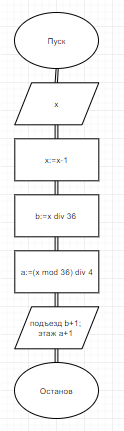 Пуск
x
x:=x-1
b:=x div 36
a:=(x mod 36) div 4
подъезд b+1;
этаж a+1
Останов